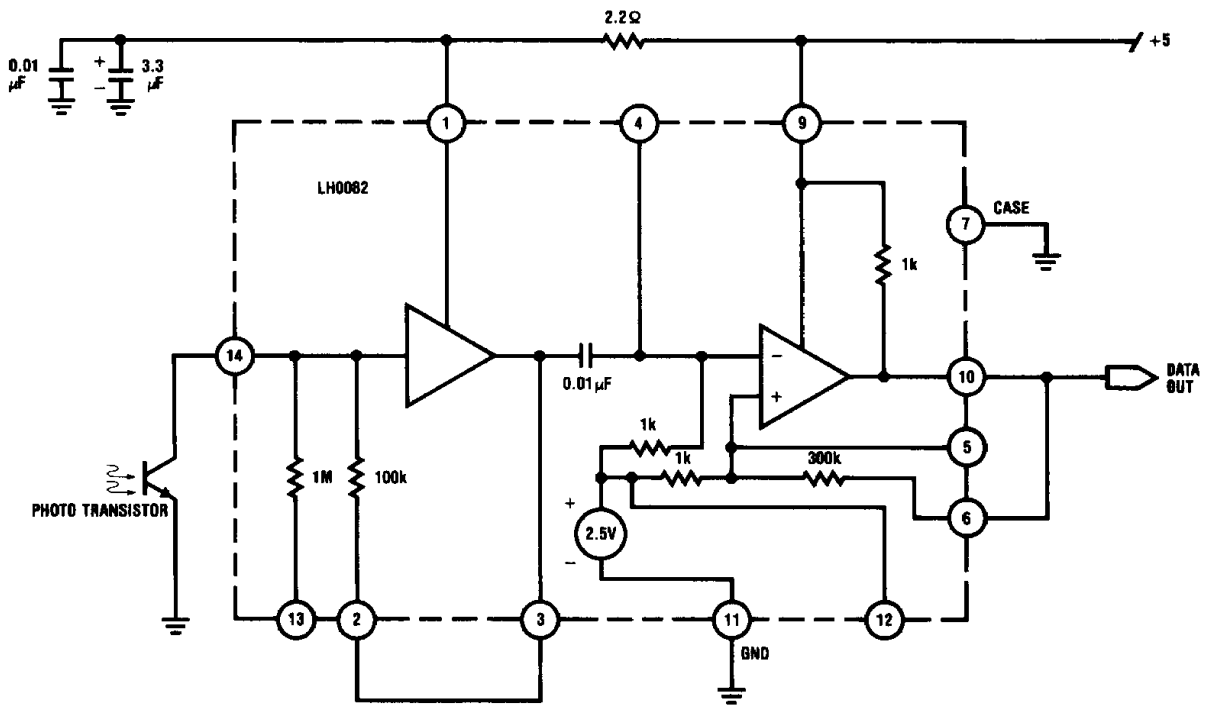 2.2Ω
+5
0.01
µF
+
−
3.3
µF
1
4
9
LH0082
7
CASE
1k
14
0.01µF
−
+
10
DATA
OUT
1k
1k
300k
5
1M
100k
PHOTO TRANSISTOR
+
2.5V
−
6
13
2
3
11
12
GND